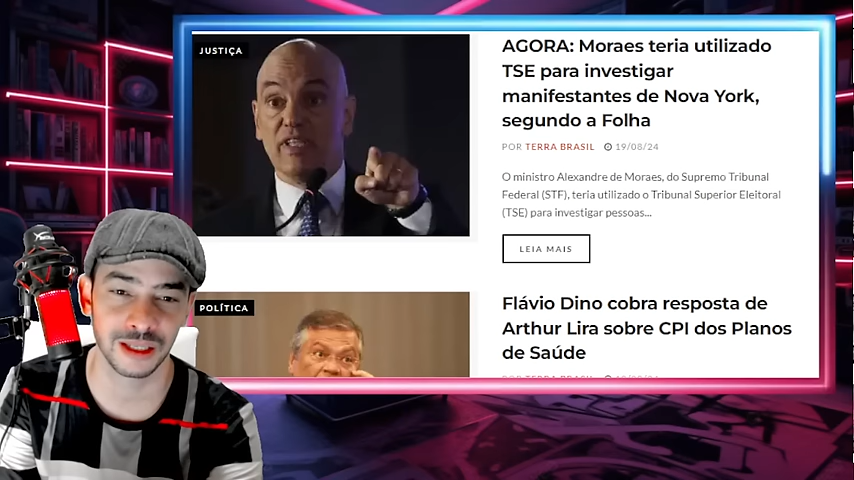 JUSTIÇA
AGORA: Moraes teria utilizado
TSE para investigar
manifestantes de Nova York,
segundo a Folha
POR TERRA BRASIL 19/08/24
O ministro Alexandre de Moraes, do Supremo Tribunal
Federal (STF), teria utilizado o Tribunal Superior Eleitoral
(TSE) para investigar pessoas...
LEIA MAIS
POLÍTICA
Flávio Dino cobra resposta de
Arthur Lira sobre CPI dos Planos
de Saúde